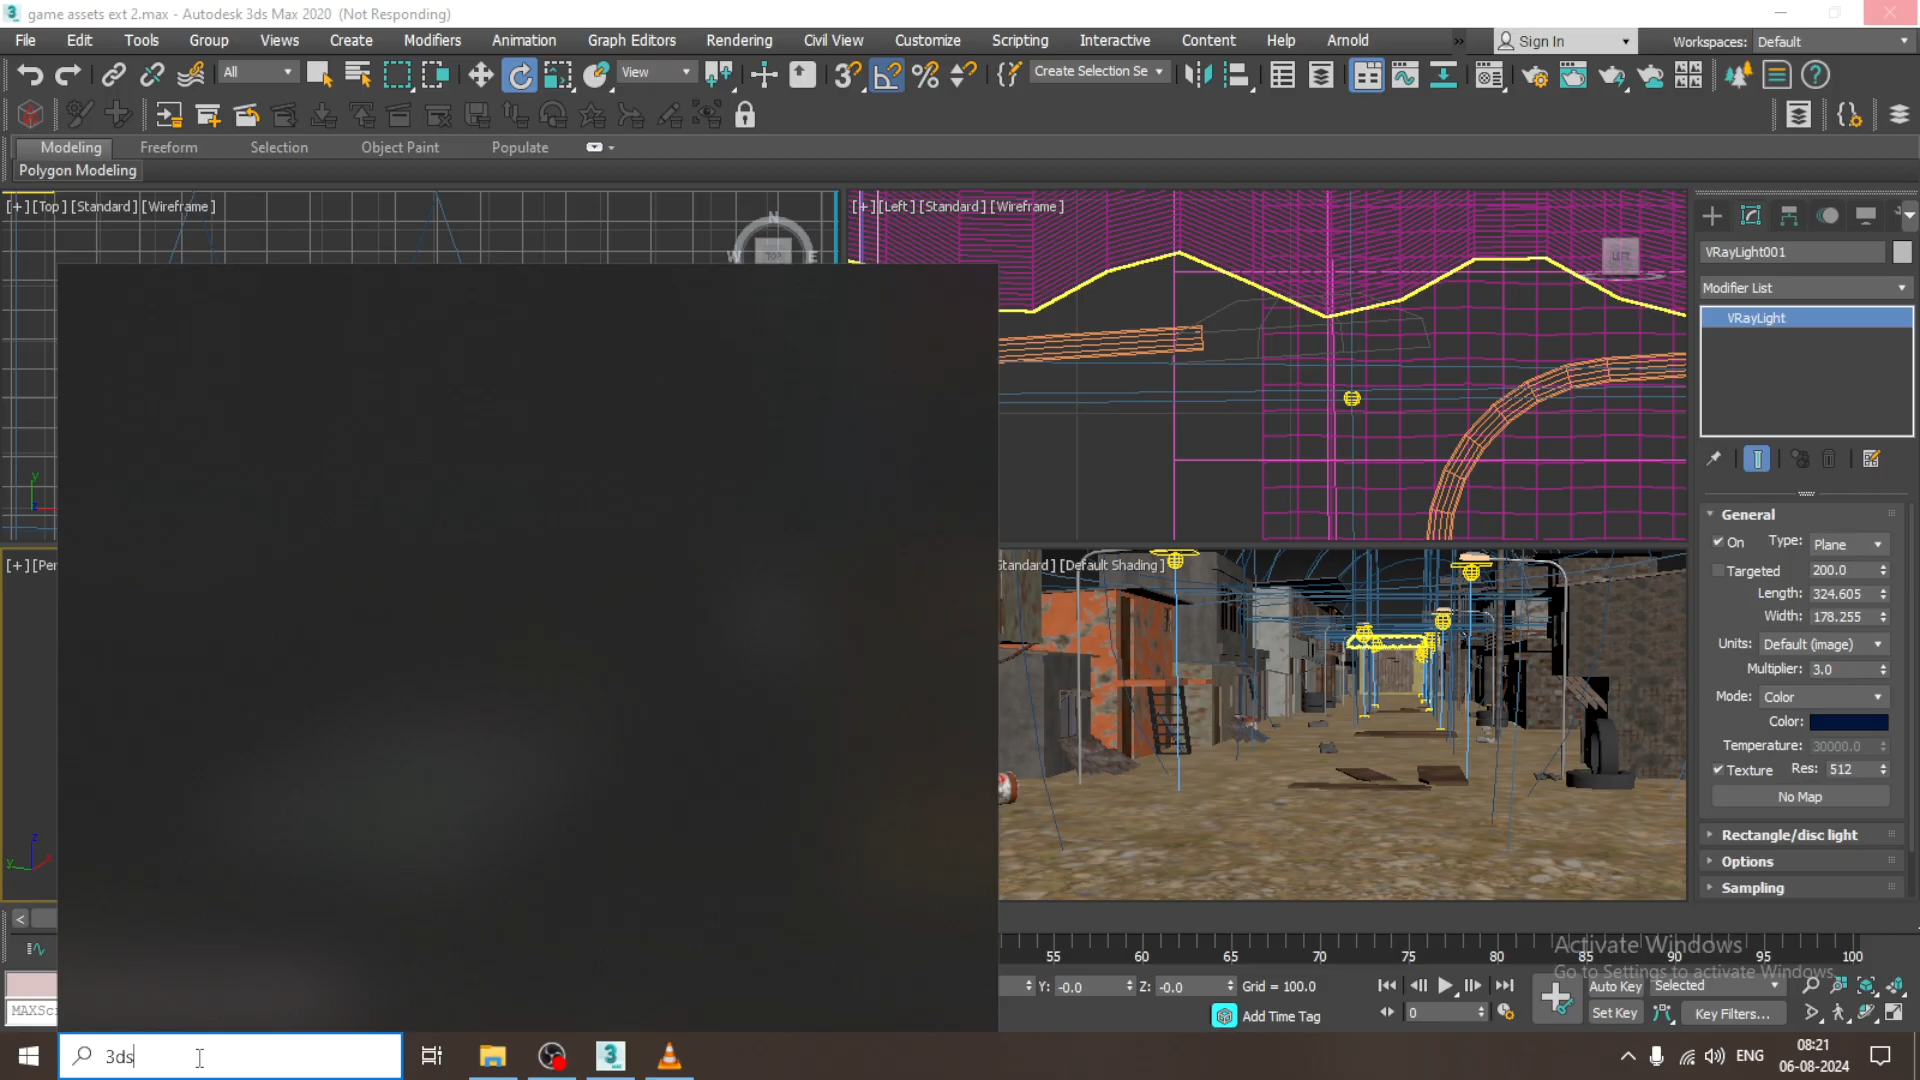 game assets ext 2.max - Autodesk 3ds Max 2020 (Not Responding)
File Edit Tools Group Views Create Modifiers Animation Graph Editors Rendering Civil View Customize Scripting Interactive Content Help Arnold Sign In Workspaces: Default
All View Create Selection Se
Modeling Freeform Selection Object Paint Populate
Polygon Modeling
[+][Top][Standard][Wireframe]
[+][Left][Standard][Wireframe]
N
W TOP E
LEFT
VRayLight001
Modifier List
VRayLight
General
On Type: Plane
Targeted 200.0
Length: 324.605
Width: 178.255
Units: Default (image)
Multiplier: 3.0
Mode: Color
Color:
Temperature: 30000.0
Texture Res: 512
No Map
Rectangle/disc light
Options
Sampling
y
[+][Per
tandard][Default Shading]
z
y x
55 60 65 70 75 80 85 90 95 100
Activate Windows
Go to Settings to activate Windows.
Y: -0.0 Z: -0.0 Grid = 100.0
Auto Key Selected
MAXSc
Add Time Tag
0
Set Key Key Filters...
3ds
ENG
08:21
06-08-2024